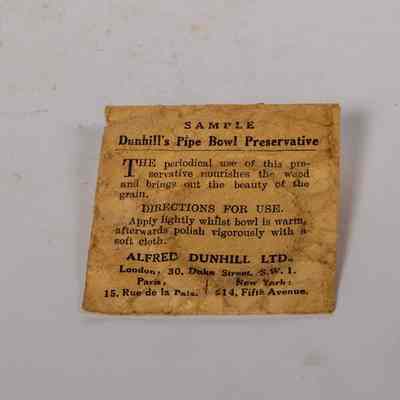 SAMPLE
Dunhill's Pipe Bowl Preservative
THE periodical use of this pre-
servative nourishes the wood
and brings out the beauty of the
grain.
DIRECTIONS FOR USE.
Apply lightly whilst bowl is warm,
afterwards polish vigorously with a
soft cloth.
ALFRED DUNHILL LTD.
London, 30, Duke Street, S.W.1.
Paris, New York:
15, Rue de la Paix. 514, Fifth Avenue.